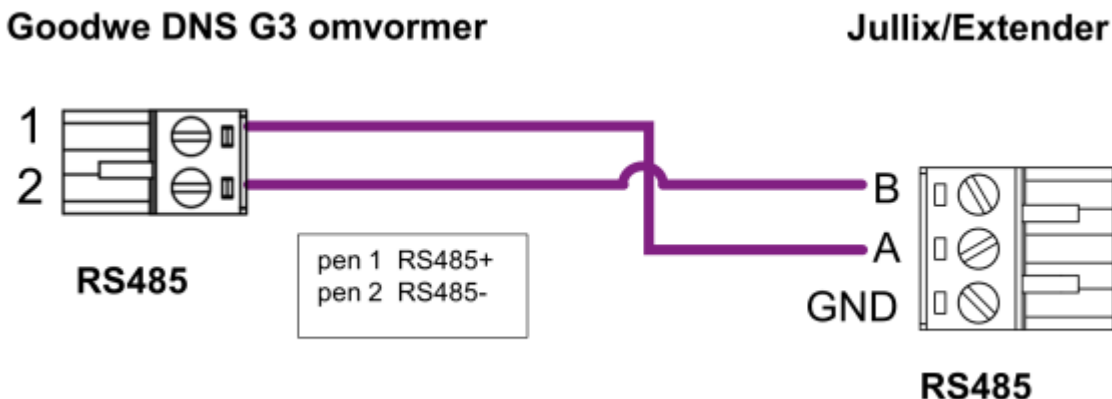 Goodwe DNS G3 omvormer
Jullix/Extender
1
2
B
A
GND
RS485
pen 1 RS485+
pen 2 RS485-
RS485